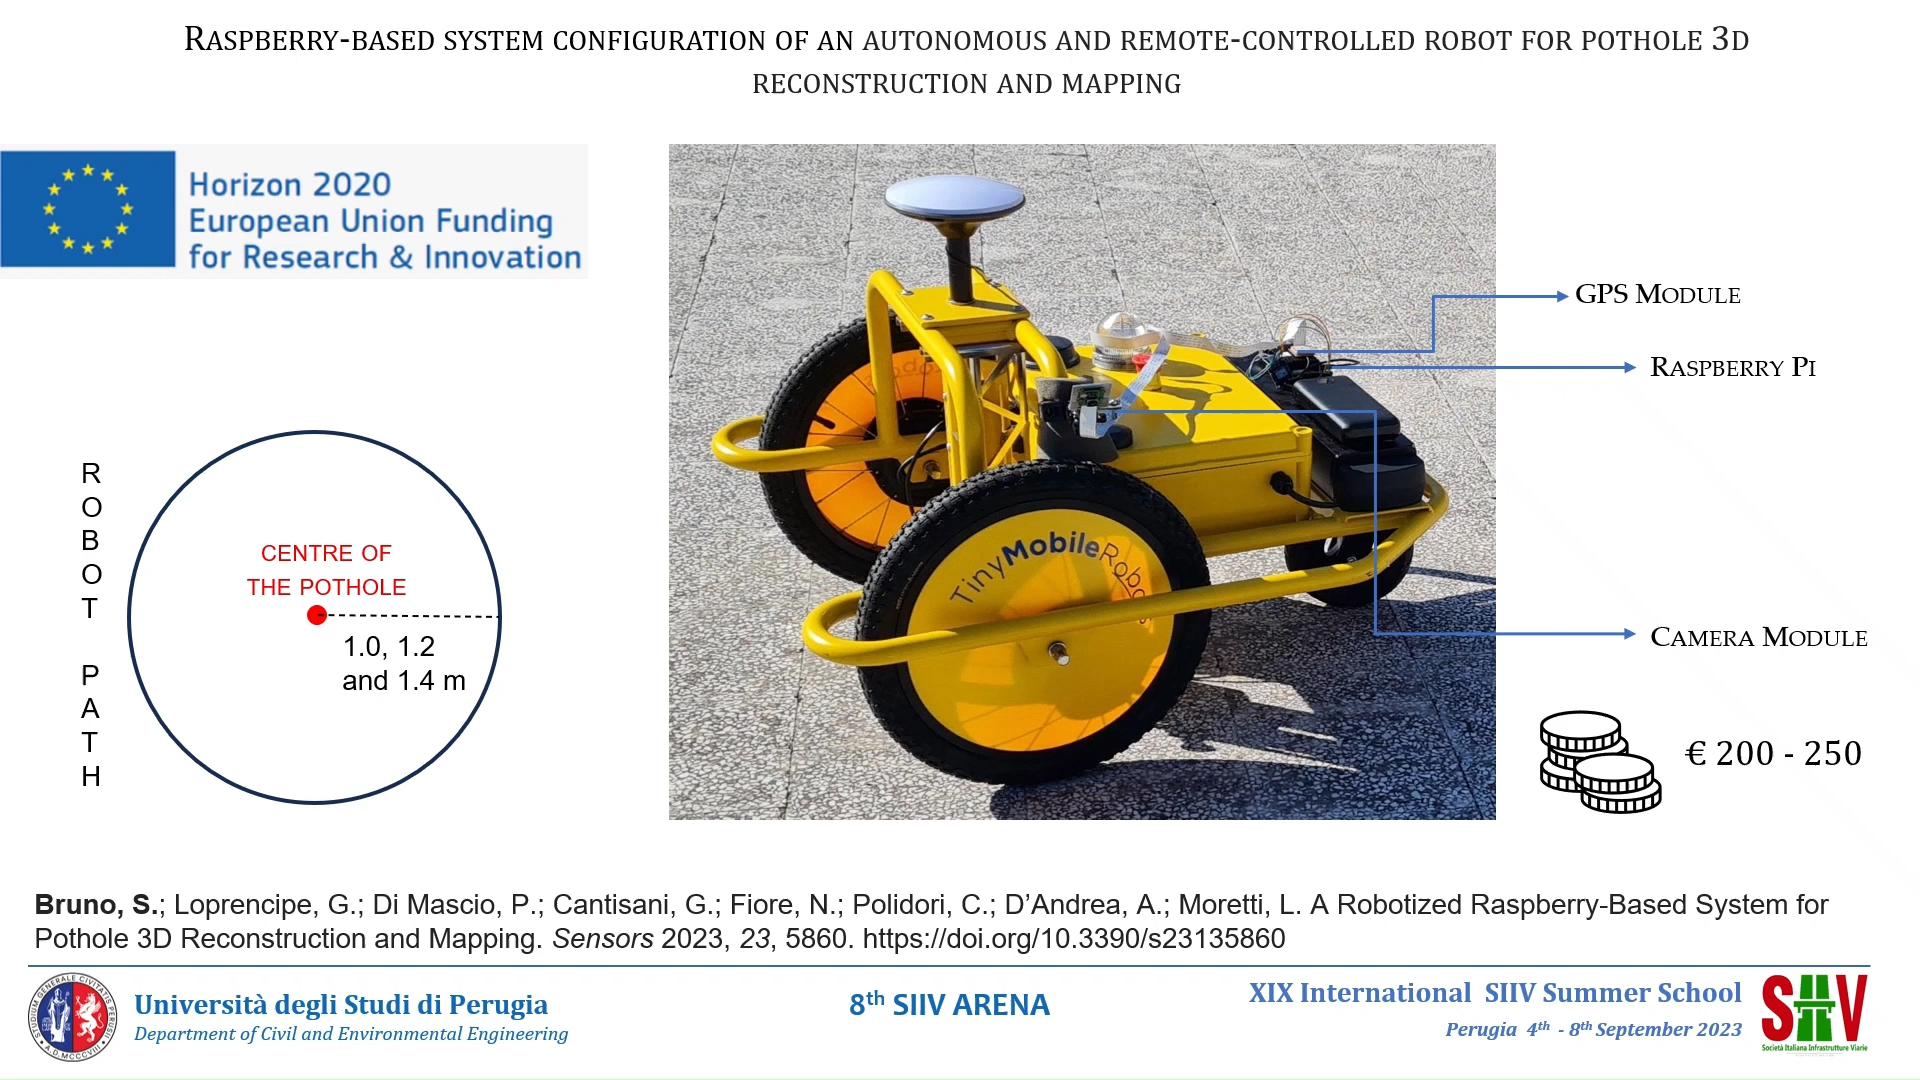 RASPBERRY-BASED SYSTEM CONFIGURATION OF AN AUTONOMOUS AND REMOTE-CONTROLLED ROBOT FOR POTHOLE 3D
RECONSTRUCTION AND MAPPING
Horizon 2020
European Union Funding
for Research & Innovation
GPS MODULE
RASPBERRY PI
ROBOT PATH
CENTRE OF
THE POTHOLE
1.0, 1.2
and 1.4 m
TinyMobileRobots
CAMERA MODULE
€ 200 - 250
Bruno, S.; Loprencipe, G.; Di Mascio, P.; Cantisani, G.; Fiore, N.; Polidori, C.; D’Andrea, A.; Moretti, L. A Robotized Raspberry-Based System for
Pothole 3D Reconstruction and Mapping. Sensors 2023, 23, 5860. https://doi.org/10.3390/s23135860
Università degli Studi di Perugia
Department of Civil and Environmental Engineering
8th SIIV ARENA
XIX International SIIV Summer School
Perugia 4th - 8th September 2023
SIIV
Società Italiana Infrastrutture Viarie